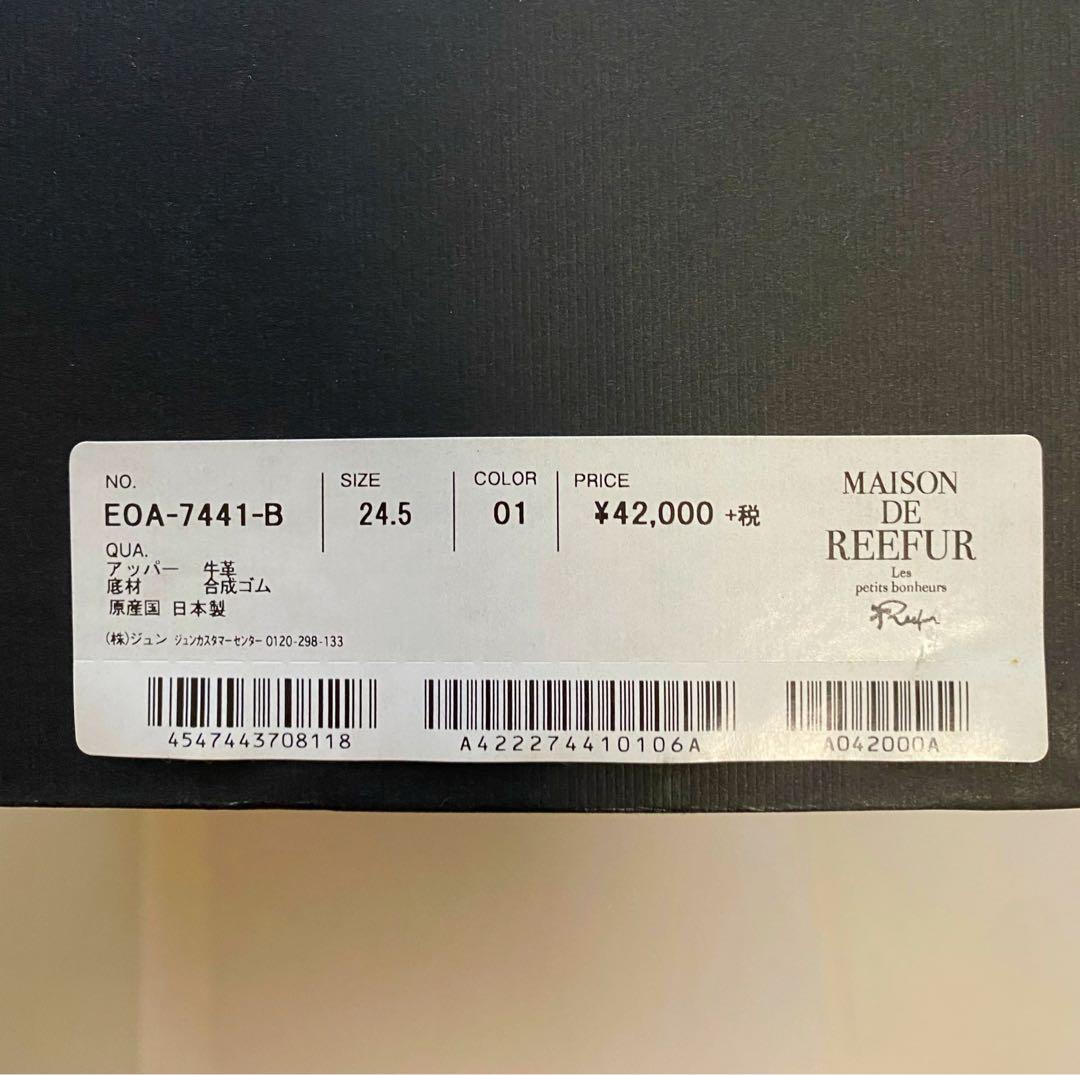 NO.
EOA-7441-B
SIZE
24.5
COLOR
01
PRICE
¥42,000 +税
QUA.
アッパー 牛革
底材 合成ゴム
原産国 日本製
(株)ジュン ジュンカスタマーセンター 0120-298-133
MAISON
DE
REEFUR
Les
petits bonheurs
Reefur
4547443708118
A422274410106A
A042000A